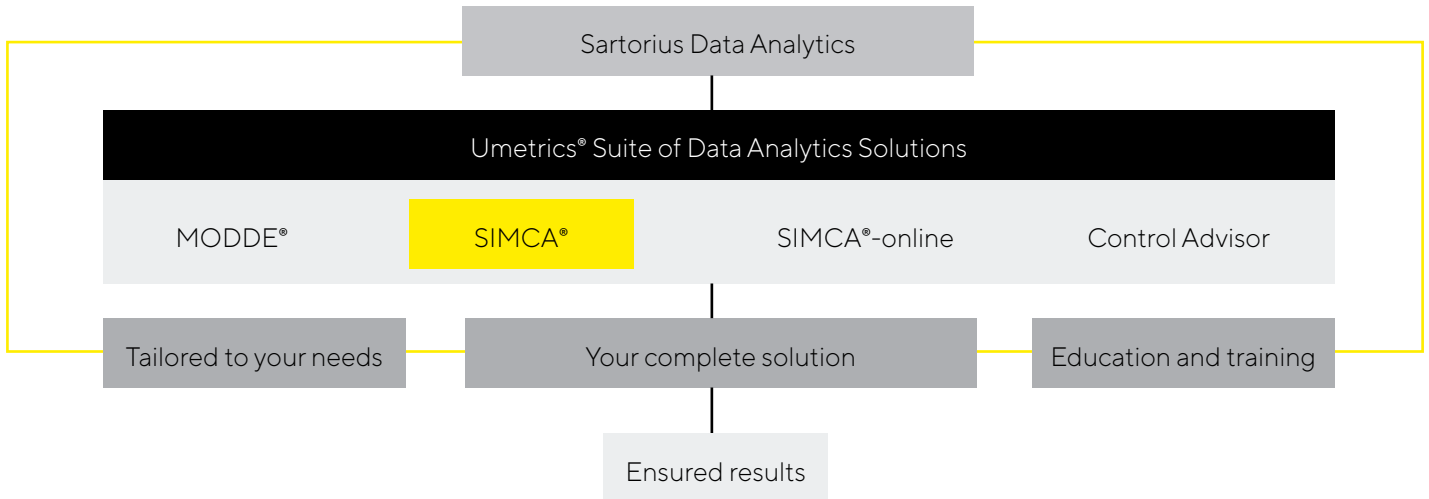 Sartorius Data Analytics
Umetrics® Suite of Data Analytics Solutions
MODDE® SIMCA® SIMCA®-online Control Advisor
Tailored to your needs Your complete solution Education and training
Ensured results